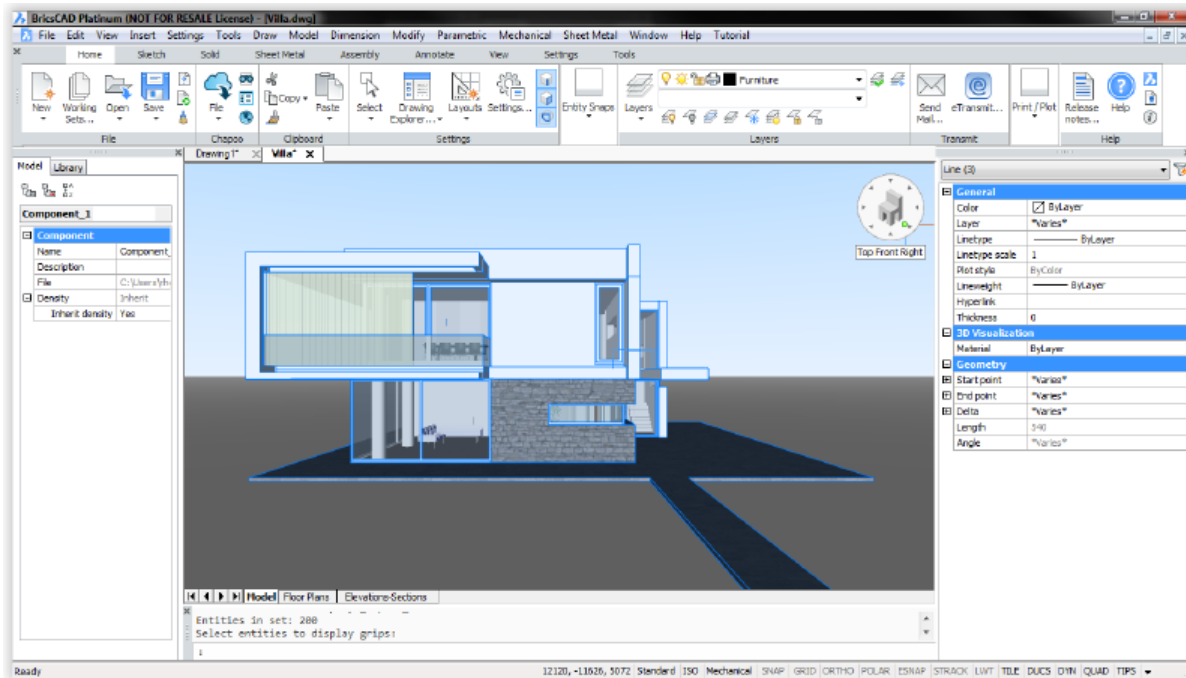 BricsCAD Platinum (NOT FOR RESALE License) - [Villa.dwg]
File Edit View Insert Settings Tools Draw Model Dimension Modify Parametric Mechanical Sheet Metal Window Help Tutorial
Home Sketch Solid Sheet Metal Assembly Annotate View Settings Tools
Furniture
Copy
New Working Sets... Open Save File Paste Select Drawing Explorer... Layouts Settings... Entity Snaps Layers Send Mail... eTransmit... Print / Plot Release notes... Help
File Chapoo Clipboard Settings Layers Transmit Help
Drawing1* Villa*
Model Library
Component_1
Component
Name Component_
Description
File C:\Users\rh
Density Inherit
Inherit density Yes
Top Front Right
Line (3)
General
Color ByLayer
Layer *Varies*
Linetype ByLayer
Linetype scale 1
Plot style ByColor
Lineweight ByLayer
Hyperlink
Thickness 0
3D Visualization
Material ByLayer
Geometry
Start point *Varies*
End point *Varies*
Delta *Varies*
Length 540
Angle *Varies*
Model Floor Plans Elevations-Sections
Entities in set: 200
Select entities to display grips:
:
Ready 12120, -11626, 5072 Standard ISO Mechanical SNAP GRID ORTHO POLAR ESNAP STRACK LWT TILE DUCS DYN QUAD TIPS